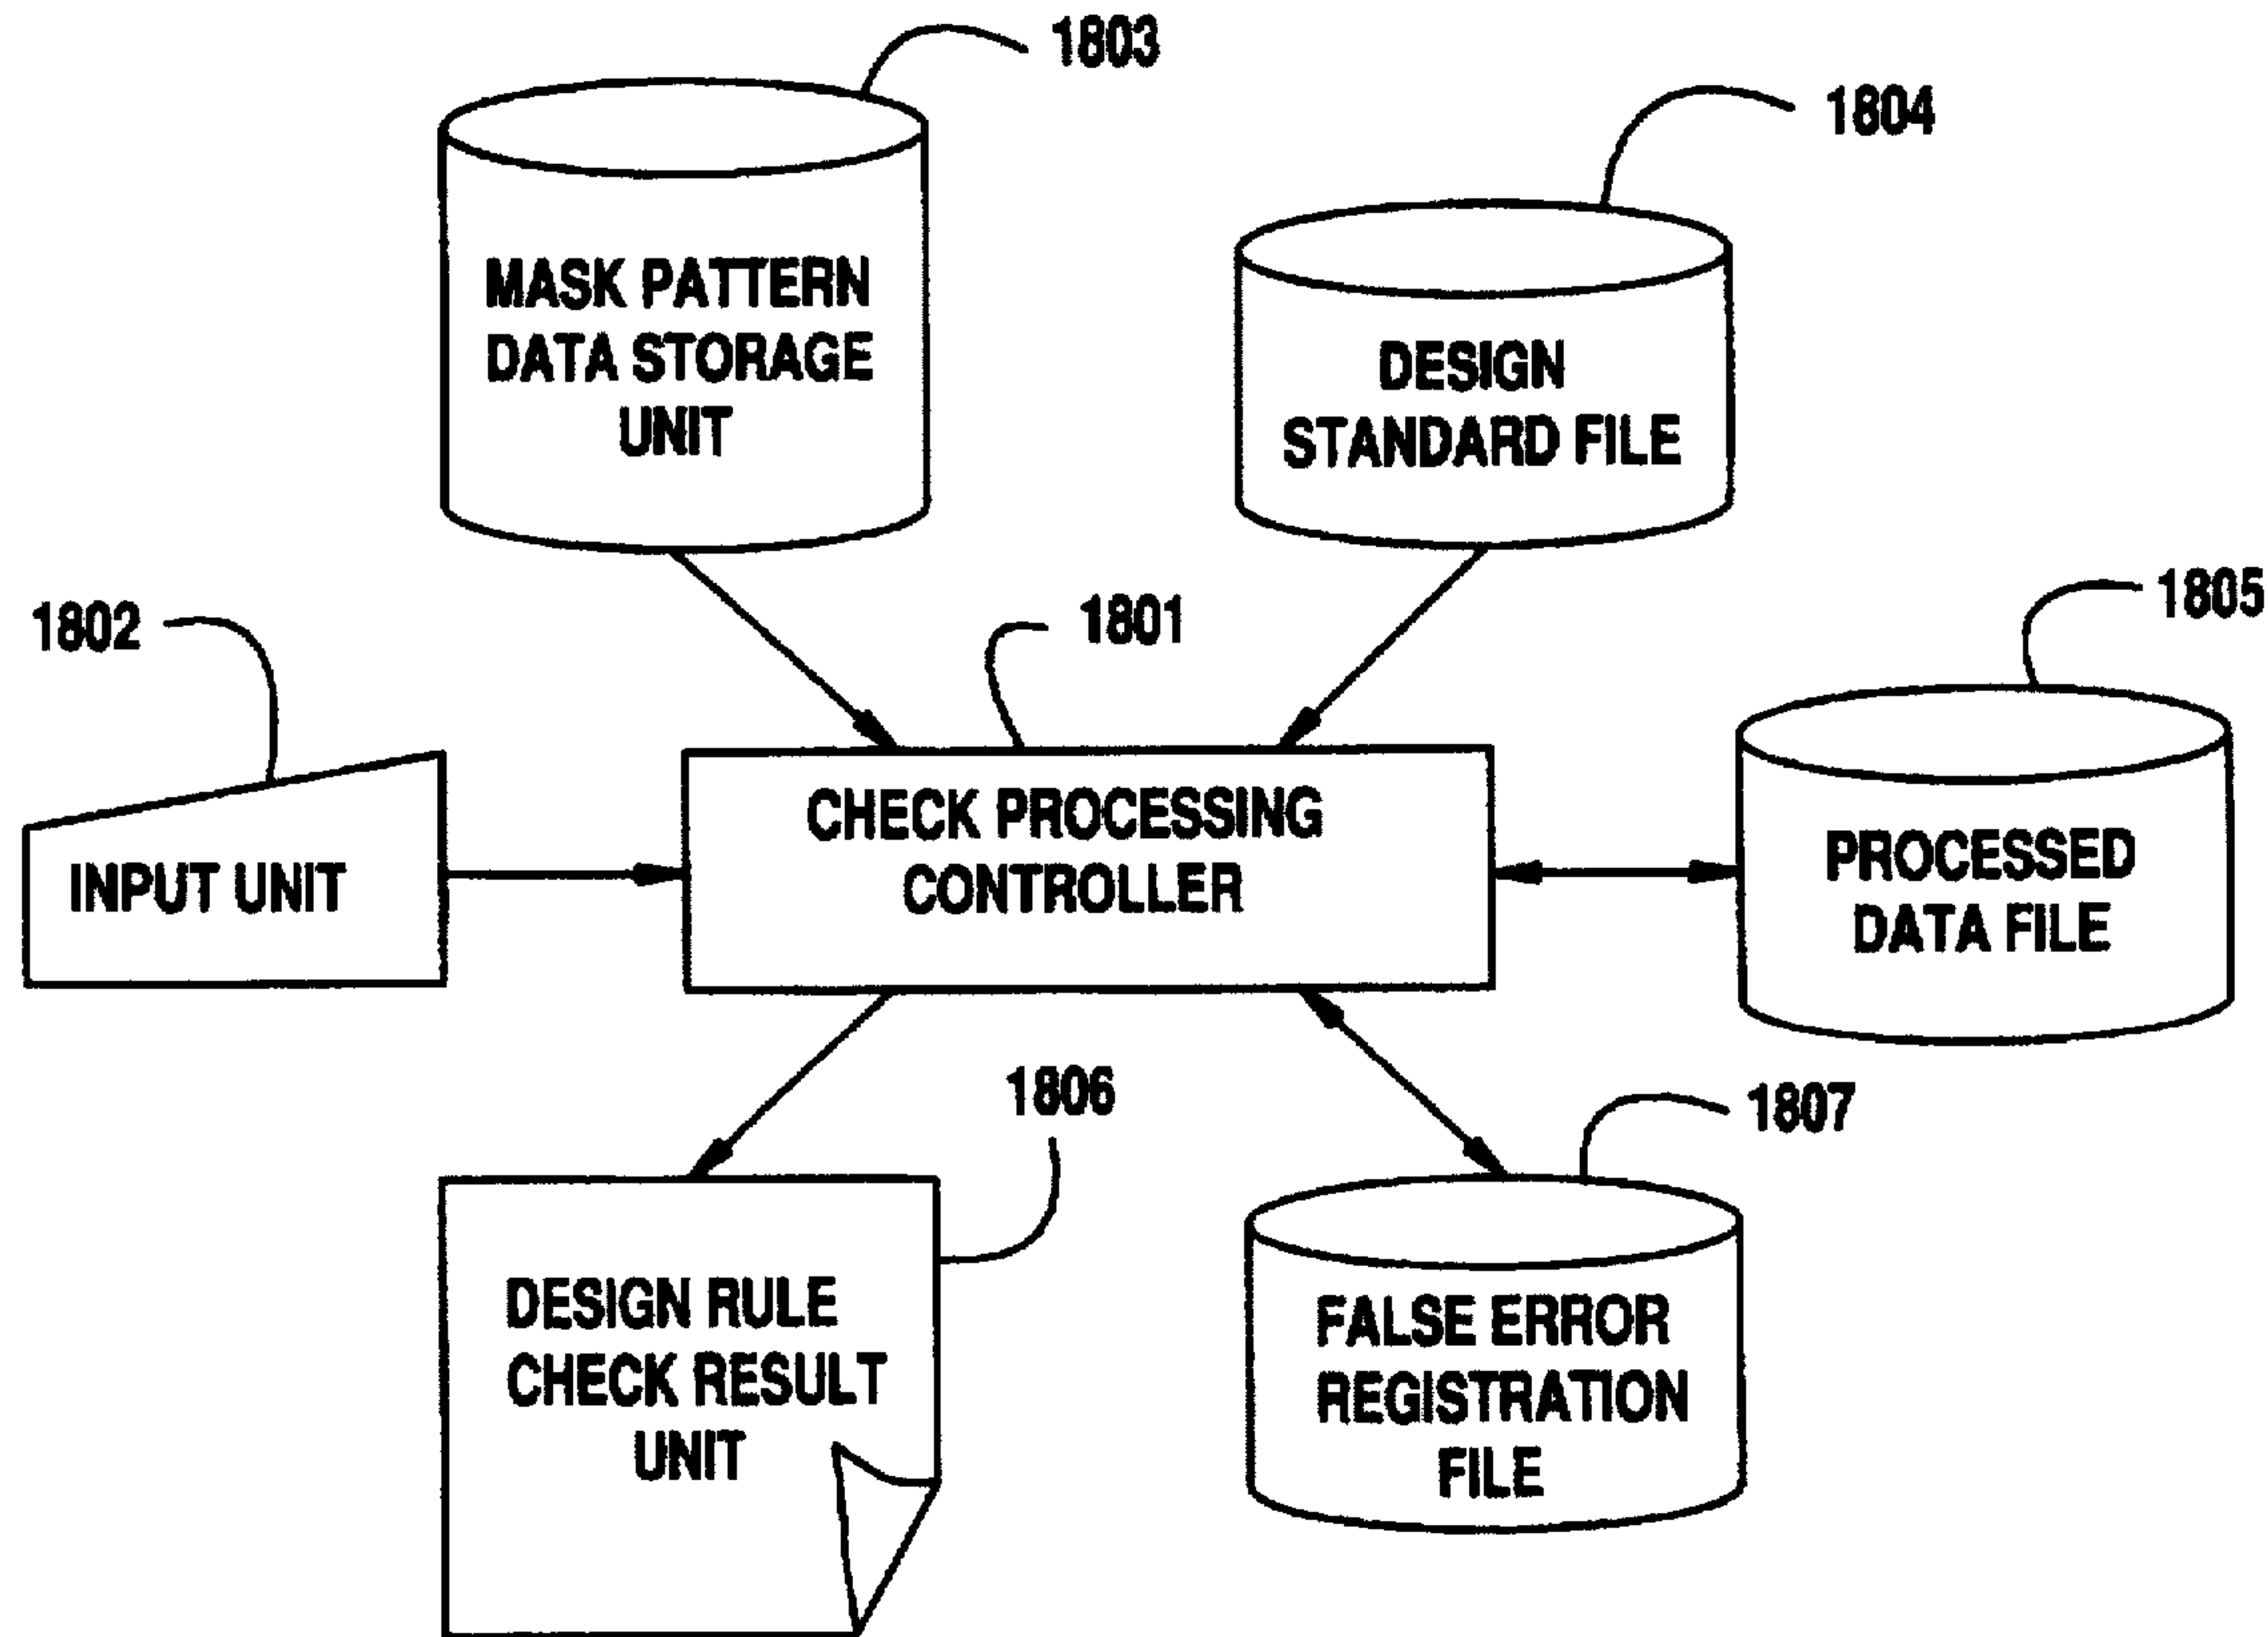 1803
1804
MASK PATTERN
DATA STORAGE
UNIT
DESIGN
STANDARD FILE
1802
1801
1805
CHECK PROCESSING
CONTROLLER
INPUT UNIT
PROCESSED
DATA FILE
1806
1807
DESIGN RULE
CHECK RESULT
UNIT
FALSE ERROR
REGISTRATION
FILE